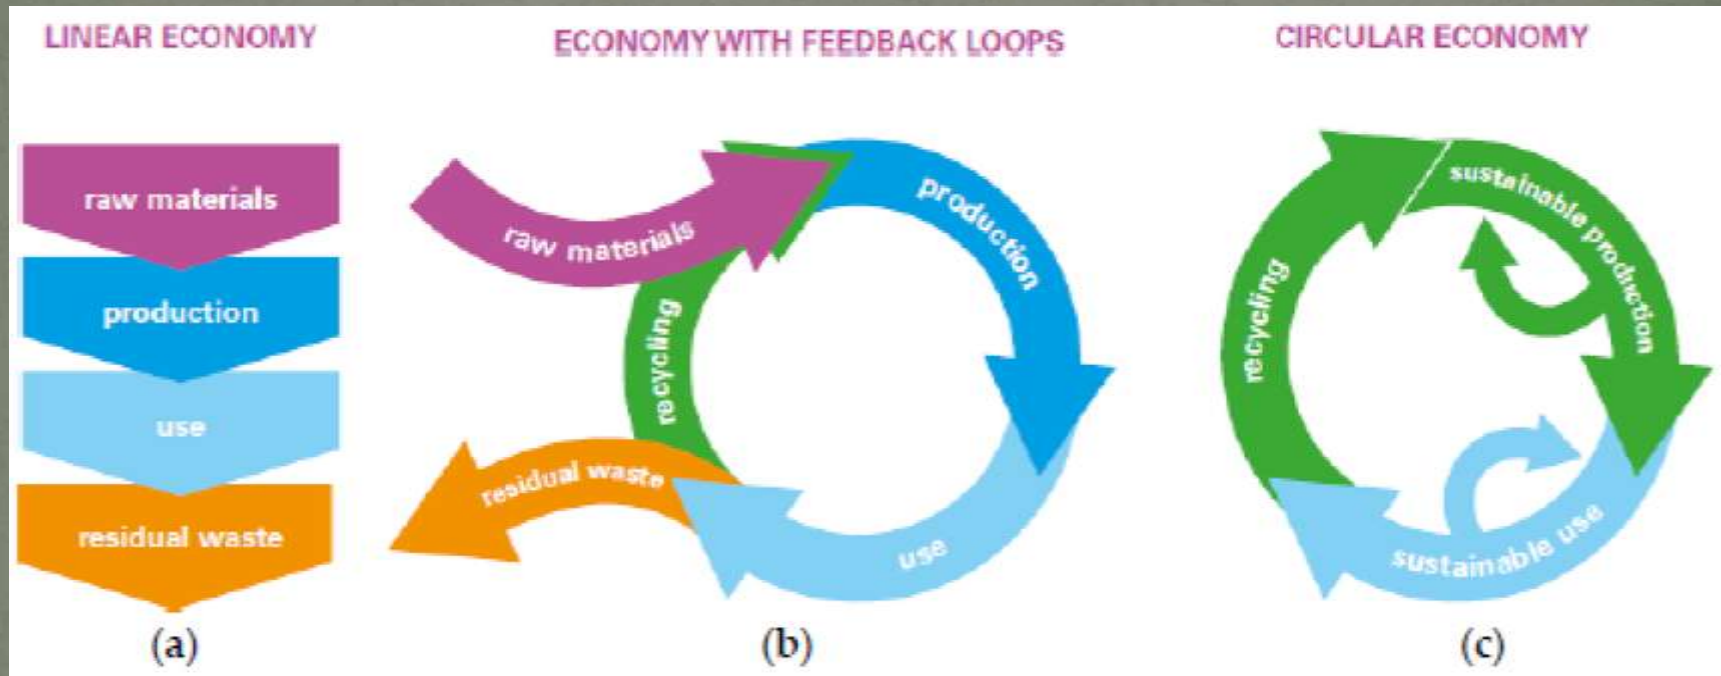 LINEAR ECONOMY
raw materials
production
use
residual waste
(a)
ECONOMY WITH FEEDBACK LOOPS
raw materials
production
recycling
residual waste
use
(b)
CIRCULAR ECONOMY
sustainable production
recycling
sustainable use
(c)